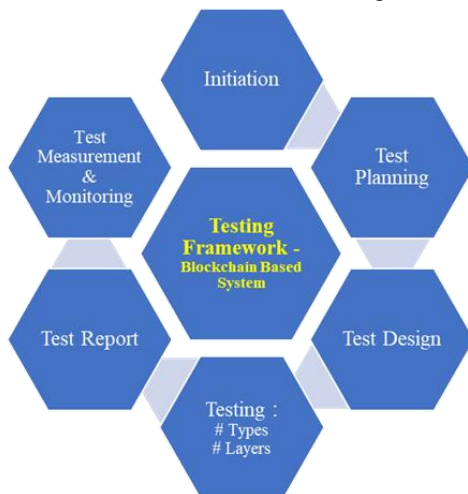 Initiation
Test
Planning
Test Design
Testing :
# Types
# Layers
Test Report
Test
Measurement
&
Monitoring
Testing
Framework -
Blockchain Based
System